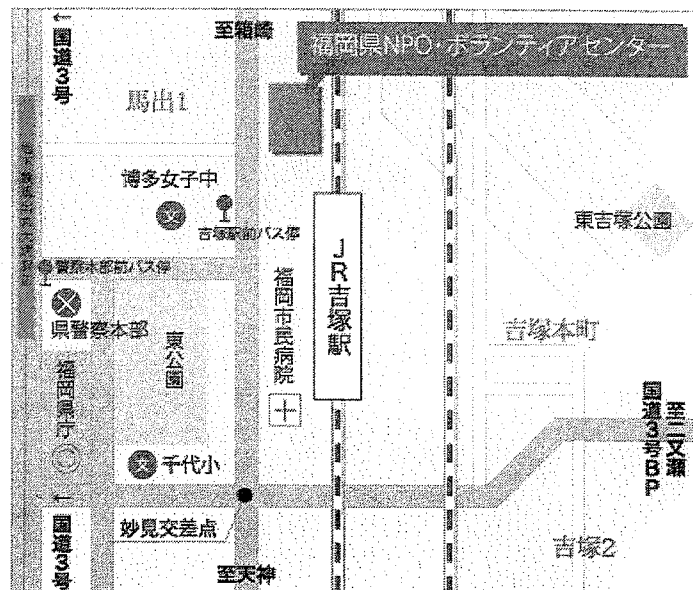 ←国道3号
至箱崎
福岡県NPO・ボランティアセンター
馬出1
博多女子中
文
吉塚駅前バス停
東吉塚公園
警察本部前バス停
JR吉塚駅
福岡市民病院
県警察本部
東公園
吉塚本町
福岡県庁
国道3号BP
至二又瀬
文
千代小
←国道3号
妙見交差点
至天神
吉塚2